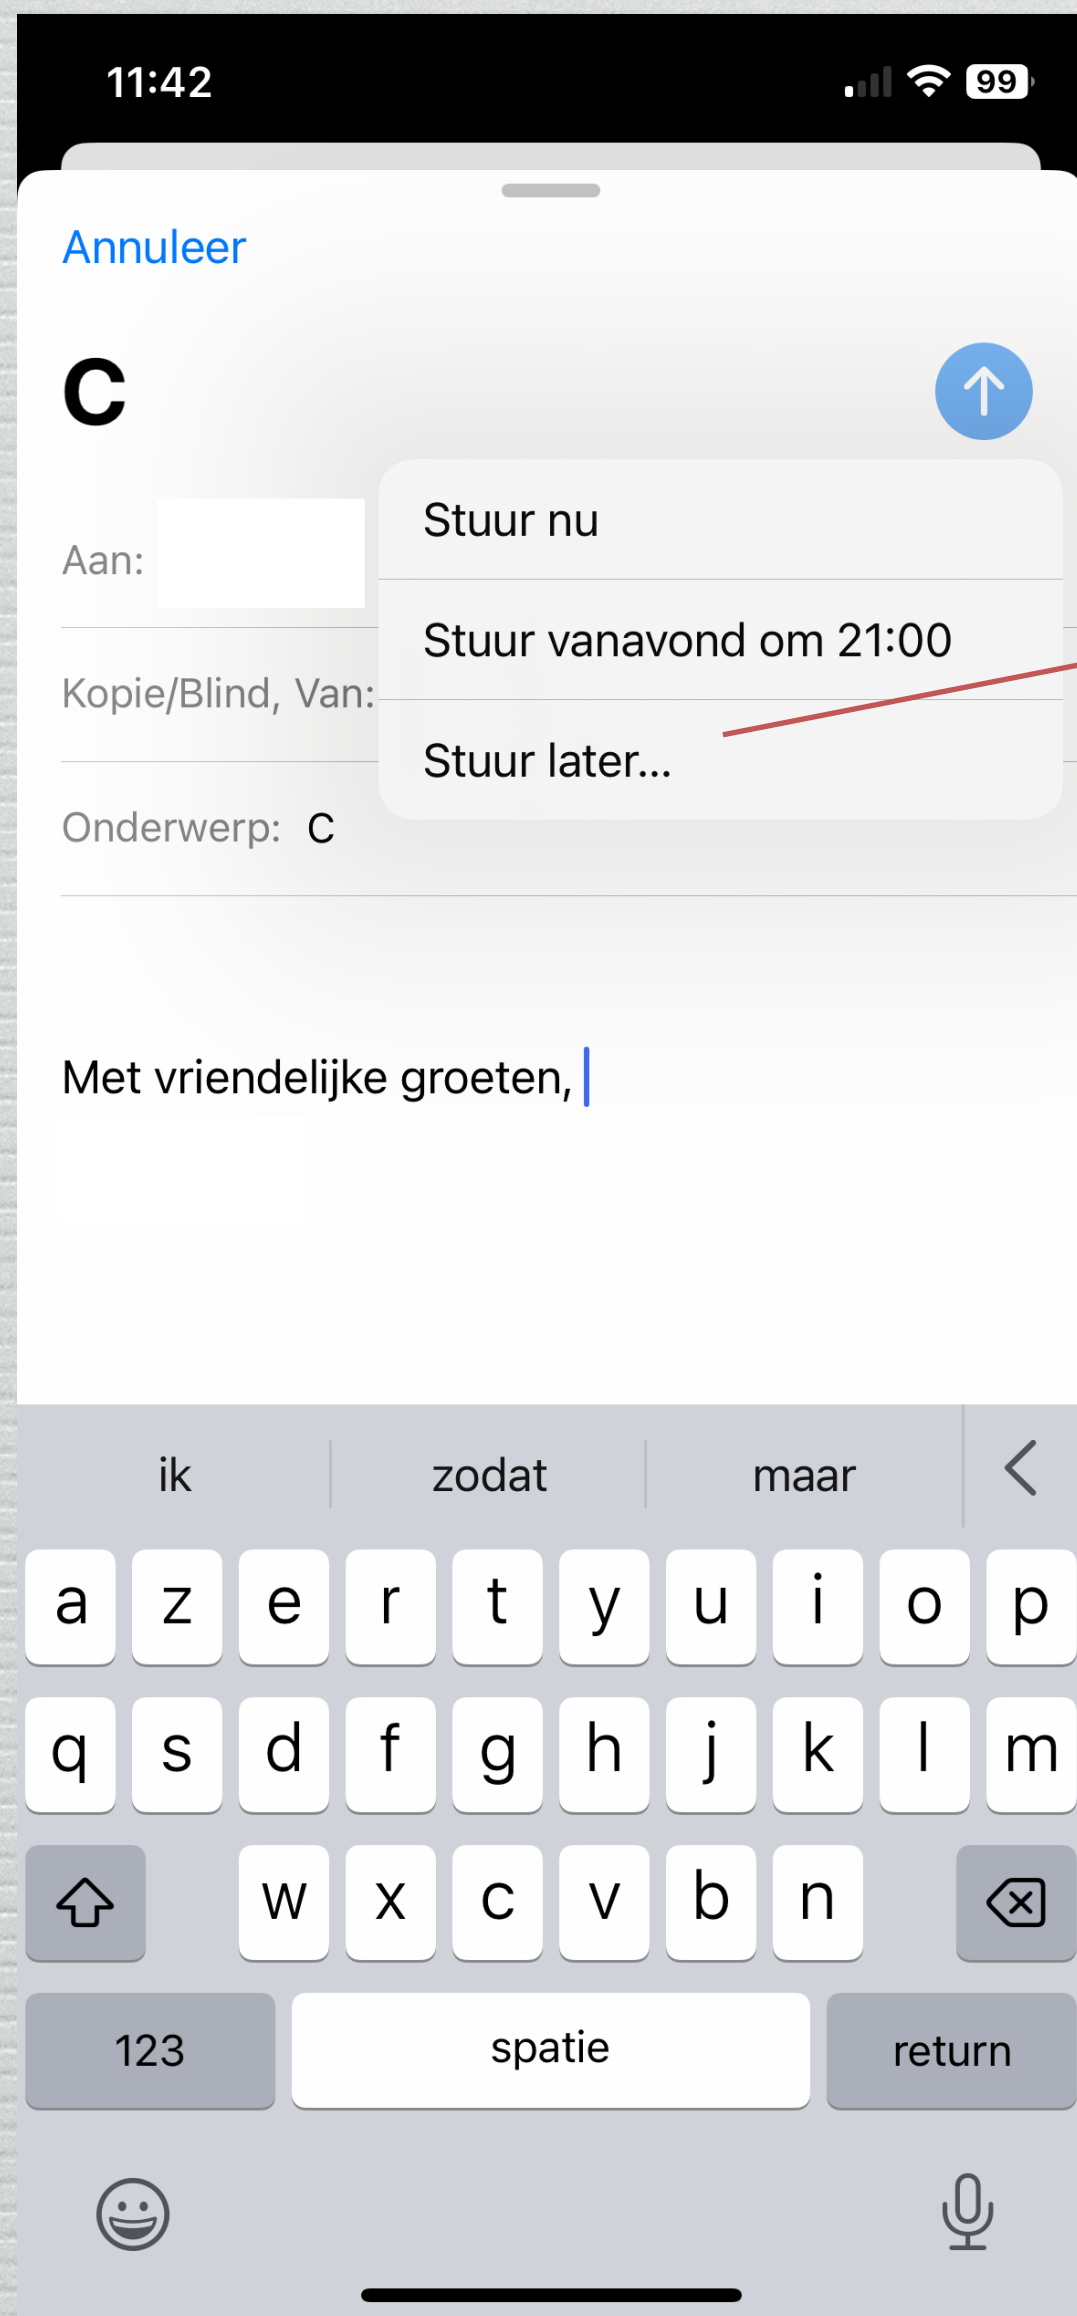 11:42
99
Annuleer
C
Stuur nu
Aan:
Stuur vanavond om 21:00
Kopie/Blind, Van:
Stuur later...
Onderwerp: C
Met vriendelijke groeten,
ik zodat maar
a z e r t y u i o p
q s d f g h j k l m
w x c v b n
123 spatie return